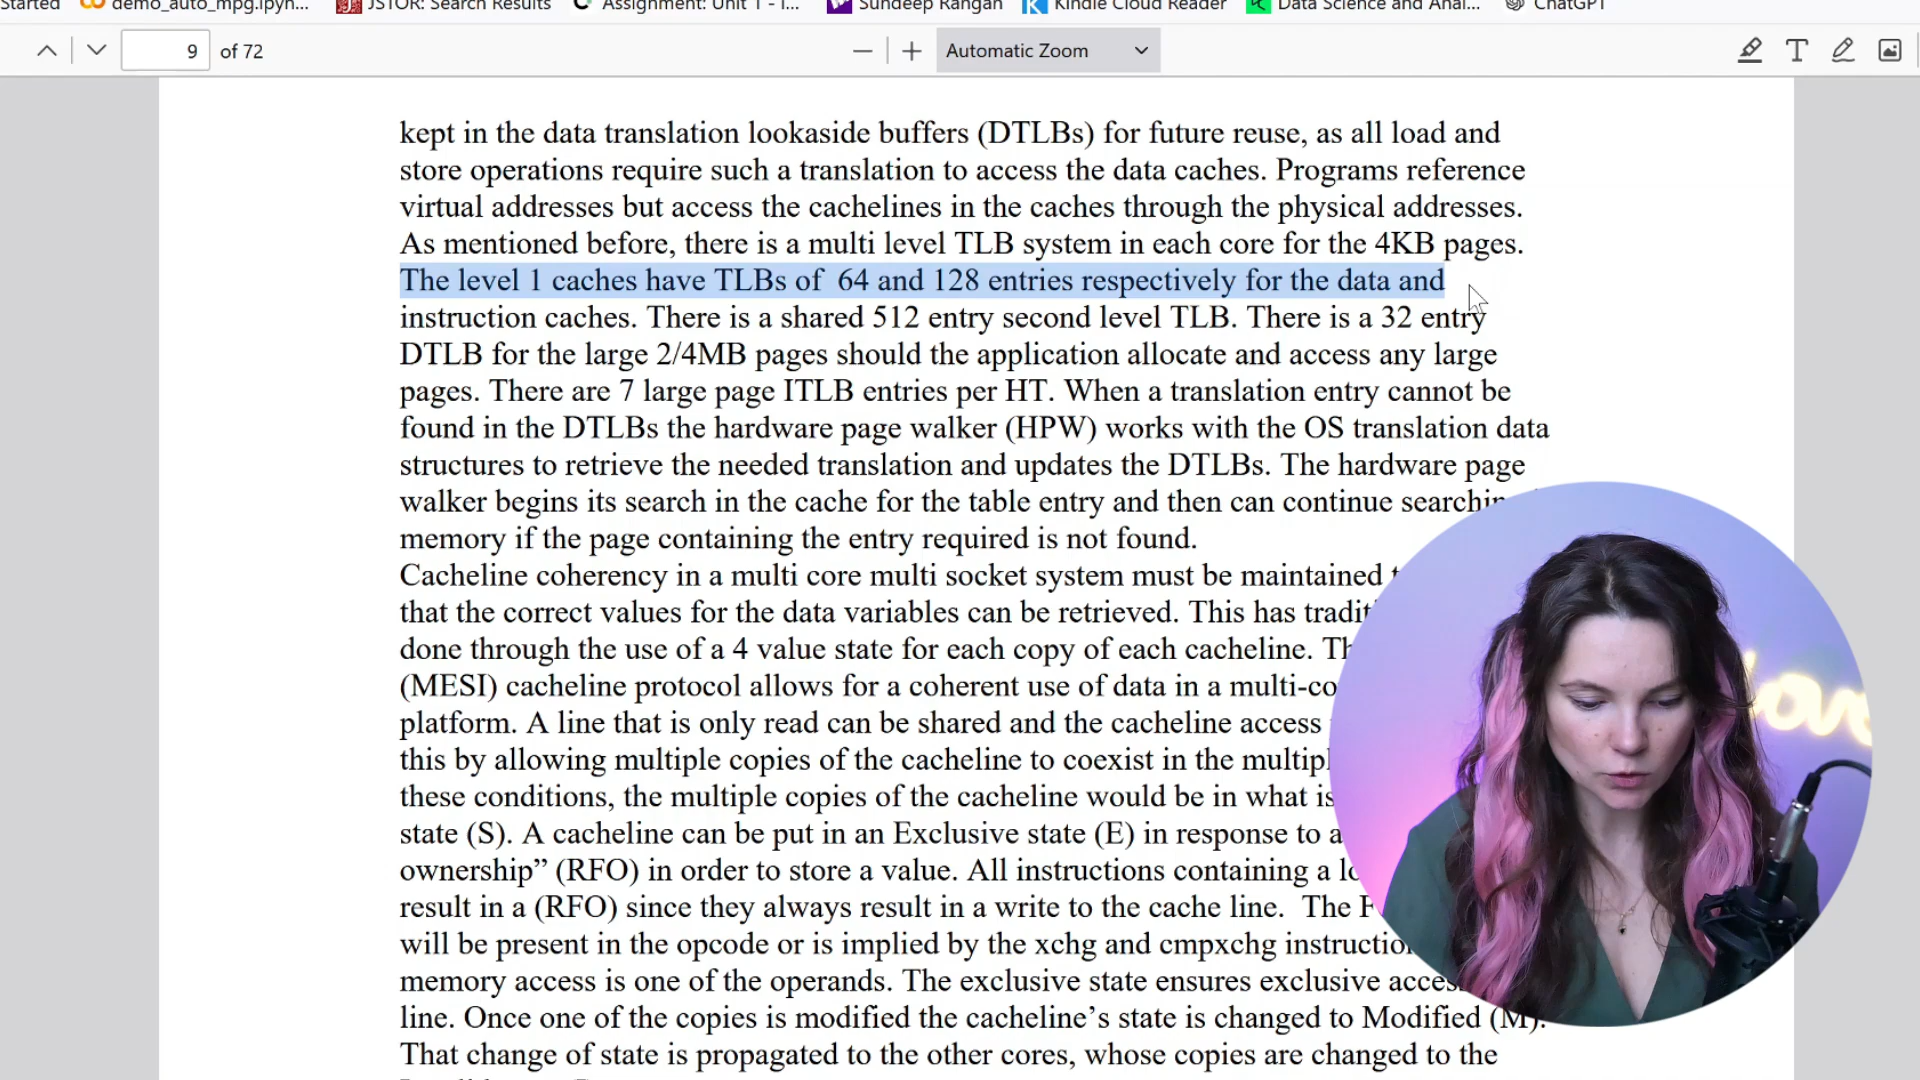 Started demo_auto_mpg.ipyn... JSTOR: Search Results Assignment: Unit 1 - I... Sundeep Rangan Kindle Cloud Reader Data Science and Anal... ChatGPT
9 of 72 Automatic Zoom
kept in the data translation lookaside buffers (DTLBs) for future reuse, as all load and
store operations require such a translation to access the data caches. Programs reference
virtual addresses but access the cachelines in the caches through the physical addresses.
As mentioned before, there is a multi level TLB system in each core for the 4KB pages.
The level 1 caches have TLBs of 64 and 128 entries respectively for the data and
instruction caches. There is a shared 512 entry second level TLB. There is a 32 entry
DTLB for the large 2/4MB pages should the application allocate and access any large
pages. There are 7 large page ITLB entries per HT. When a translation entry cannot be
found in the DTLBs the hardware page walker (HPW) works with the OS translation data
structures to retrieve the needed translation and updates the DTLBs. The hardware page
walker begins its search in the cache for the table entry and then can continue
memory if the page containing the entry required is not found.
Cacheline coherency in a multi core multi socket system must be maintained
that the correct values for the data variables can be retrieved. This has
done through the use of a 4 value state for each copy of each cacheline.
(MESI) cacheline protocol allows for a coherent use of data in a
platform. A line that is only read can be shared and the cacheline access
this by allowing multiple copies of the cacheline to coexist in the
these conditions, the multiple copies of the cacheline would be in what is
state (S). A cacheline can be put in an Exclusive state (E) in response to a
ownership” (RFO) in order to store a value. All instructions containing a
result in a (RFO) since they always result in a write to the cache line. The
will be present in the opcode or is implied by the xchg and cmpxchg
memory access is one of the operands. The exclusive state ensures exclusive
line. Once one of the copies is modified the cacheline’s state is changed to Modified (M).
That change of state is propagated to the other cores, whose copies are changed to the